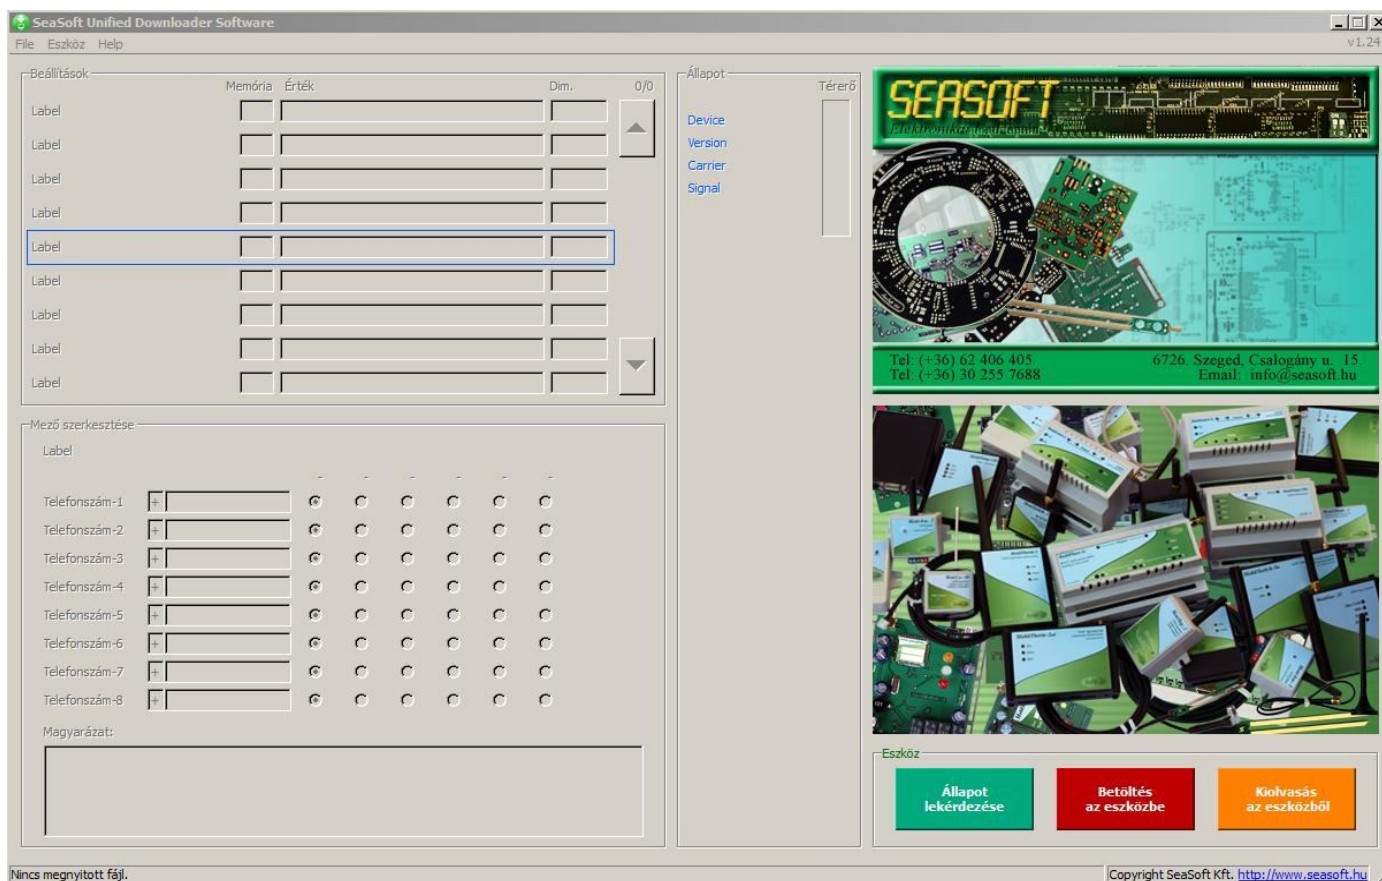 SeaSoft Unified Downloader Software
File Eszköz Help
v1.24
Beállítások
Memória Érték Dim. 0/0
Label
Label
Label
Label
Label
Label
Label
Label
Label
Mező szerkesztése
Label
- - - - - -
Telefonszám-1 +
Telefonszám-2 +
Telefonszám-3 +
Telefonszám-4 +
Telefonszám-5 +
Telefonszám-6 +
Telefonszám-7 +
Telefonszám-8 +
Magyarázat:
Állapot
Térerő
Device
Version
Carrier
Signal
SEASOFT
Tel: (+36) 62 406 405
Tel: (+36) 30 255 7688
6726. Szeged, Csalogány u. 15.
Email: info@seasoft.hu
Eszköz
Állapot
lekérdezése
Betöltés
az eszközbe
Kiolvasás
az eszközből
Nincs megnyitott fájl.
Copyright SeaSoft Kft. http://www.seasoft.hu